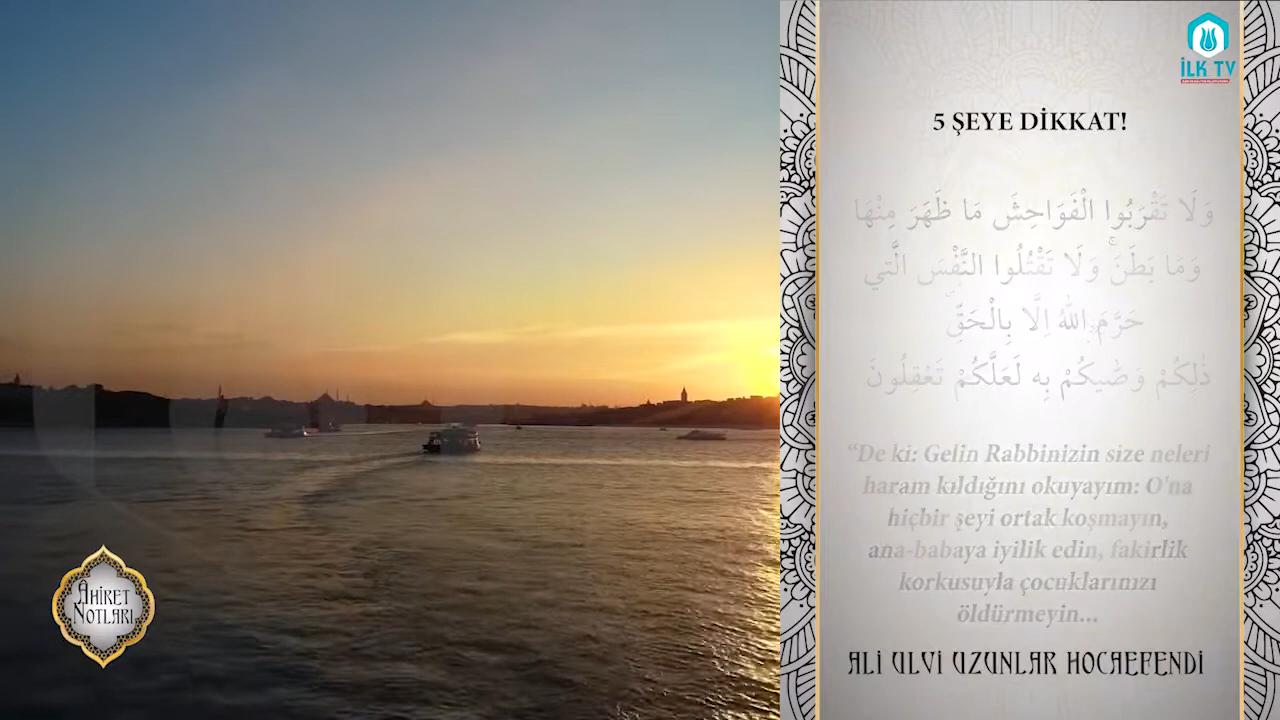 İLK TV
5 ŞEYE DİKKAT!
وَلَا تَقْرَبُوا الْفَوَاحِشَ مَا ظَهَرَ مِنْهَا
وَمَا بَطَنَۚ وَلَا تَقْتُلُوا النَّفْسَ الَّتي
حَرَّمَ اللّٰهُ اِلَّا بِالْحَقِّۜ
ذٰلِكُمْ وَصّٰيكُمْ بِه لَعَلَّكُمْ تَعْقِلُونَ
“De ki: Gelin Rabbinizin size neleri
haram kıldığını okuyayım: O'na
hiçbir şeyi ortak koşmayın,
ana-babaya iyilik edin, fakirlik
korkusuyla çocuklarınızı
öldürmeyin...
ALİ ULVİ UZUNLAR HOCAEFENDİ
AHİRET
NOTLARI